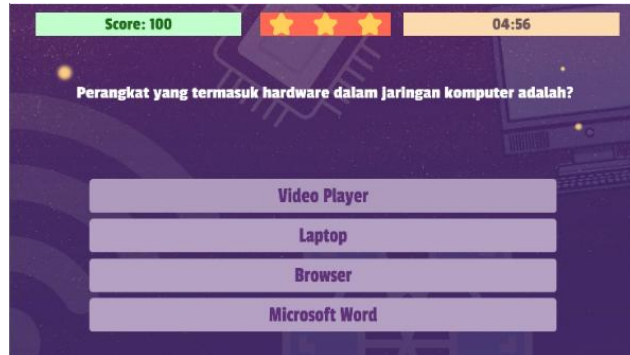 Score: 100
04:56
Perangkat yang termasuk hardware dalam jaringan komputer adalah?
Video Player
Laptop
Browser
Microsoft Word